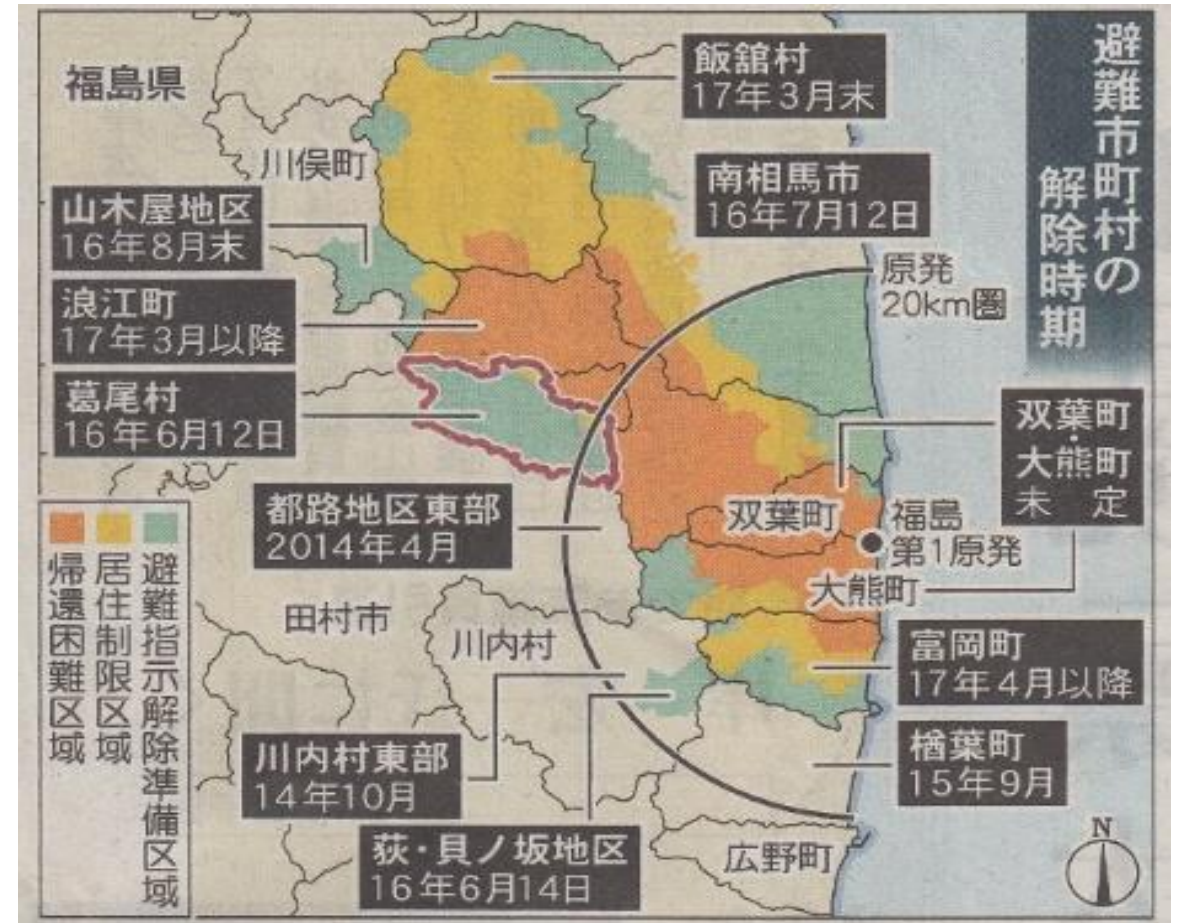 避難市町村の
解除時期
福島県
飯舘村
17年3月末
川俣町
南相馬市
16年7月12日
山木屋地区
16年8月末
原発
20km圏
浪江町
17年3月以降
葛尾村
16年6月12日
双葉町・
大熊町
未定
都路地区東部
2014年4月
双葉町
福島
第1原発
大熊町
避難指示解除準備区域
居住制限区域
帰還困難区域
田村市
川内村
富岡町
17年4月以降
川内村東部
14年10月
楢葉町
15年9月
荻・貝ノ坂地区
16年6月14日
広野町
N